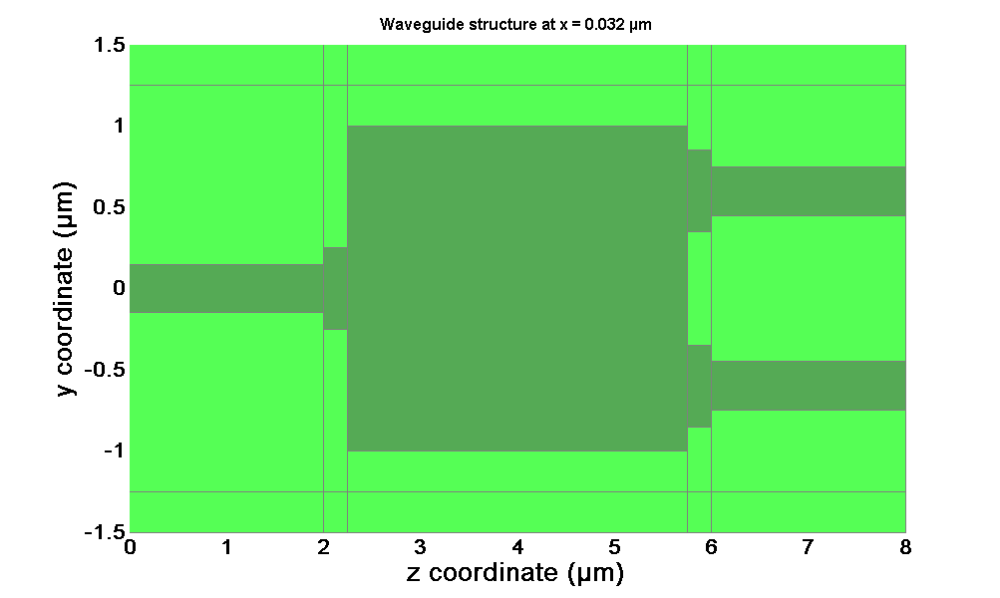 Waveguide structure at x = 0.032 µm
1.5
1
0.5
0
-0.5
-1
-1.5
y coordinate (µm)
0 1 2 3 4 5 6 7 8
z coordinate (µm)